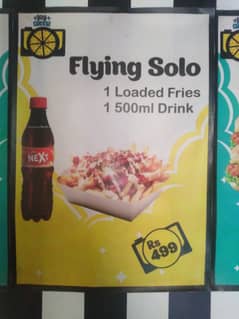 Flying Solo
1 Loaded Fries
1 500ml Drink
NEXT
Rs
499